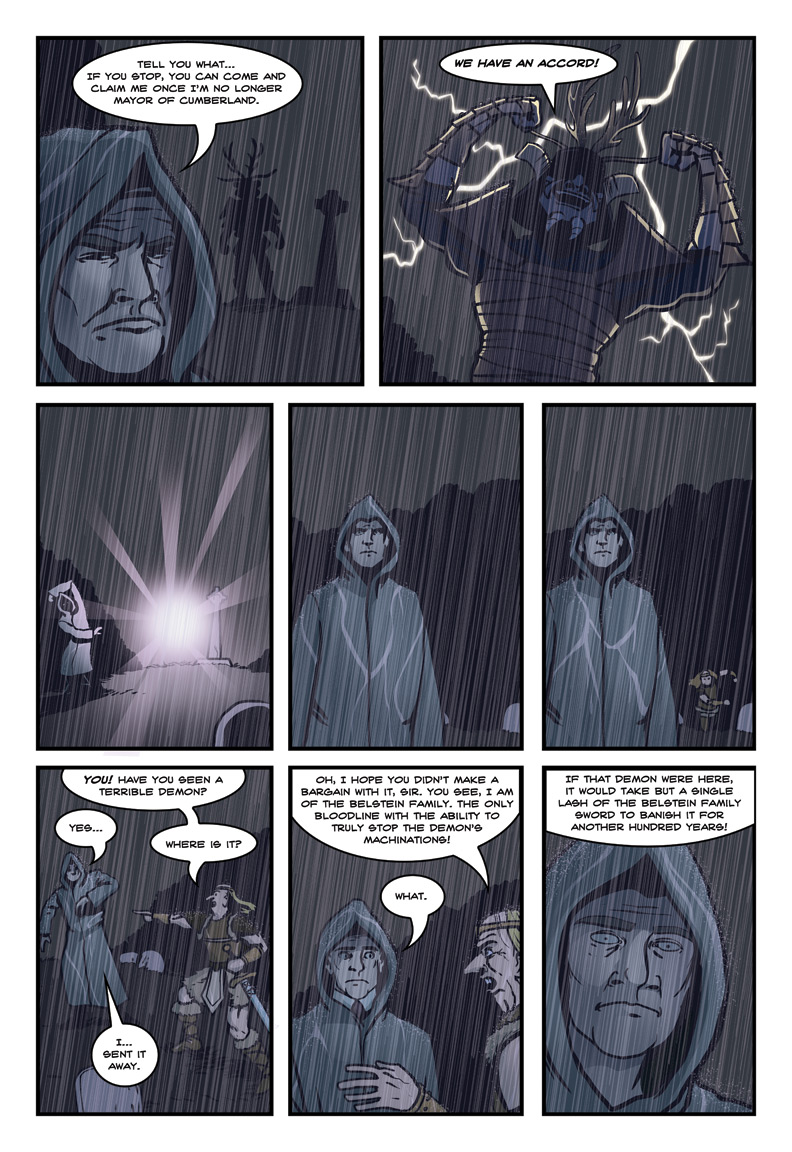 TELL YOU WHAT...
IF YOU STOP, YOU CAN COME AND
CLAIM ME ONCE I'M NO LONGER
MAYOR OF CUMBERLAND.
WE HAVE AN ACCORD!
YOU! HAVE YOU SEEN A
TERRIBLE DEMON?
YES...
WHERE IS IT?
I...
SENT IT
AWAY.
OH, I HOPE YOU DIDN'T MAKE A
BARGAIN WITH IT, SIR. YOU SEE, I AM
OF THE BELSTEIN FAMILY. THE ONLY
BLOODLINE WITH THE ABILITY TO
TRULY STOP THE DEMON'S
MACHINATIONS!
WHAT.
IF THAT DEMON WERE HERE,
IT WOULD TAKE BUT A SINGLE
LASH OF THE BELSTEIN FAMILY
SWORD TO BANISH IT FOR
ANOTHER HUNDRED YEARS!